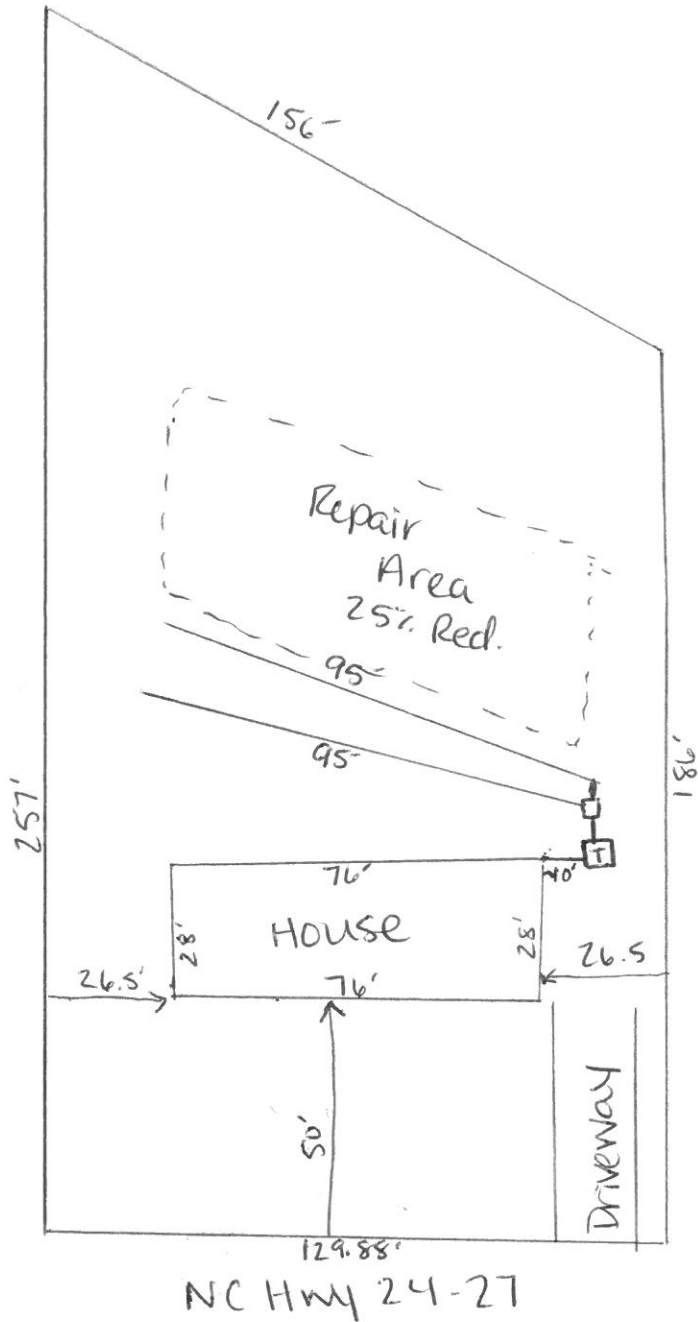 156'
Repair
Area
25% Red.
95'
95'
257'
186'
T
76'
10'
28'
House
28'
26.5'
76'
26.5
50'
Driveway
129.88'
NC Hwy 24-27